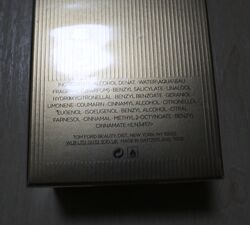 ALCOHOL DENAT. · WATER\AQUA\EAU
(PARFUM) · BENZYL SALICYLATE · LINALOOL
HYDROXYCITRONELLAL · BENZYL BENZOATE · GERANIOL
LIMONENE · COUMARIN · CINNAMYL ALCOHOL · CITRONELLOL
EUGENOL · ISOEUGENOL · BENZYL ALCOHOL · CITRAL
FARNESOL · CINNAMAL · METHYL 2-OCTYNOATE · BENZYL
CINNAMATE
TOM FORD BEAUTY, DIST. NEW YORK, NY
MADE IN SWITZERLAND